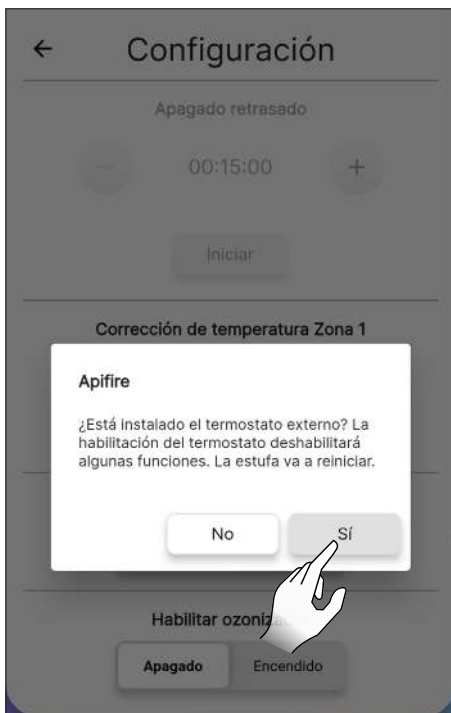 Configuración
Apagado retrasado
00:15:00
Iniciar
Corrección de temperatura Zona 1
Apifire
¿Está instalado el termostato externo? La
habilitación del termostato deshabilitará
algunas funciones. La estufa va a reiniciar.
No
Sí
Habilitar
Apagado
Encendido